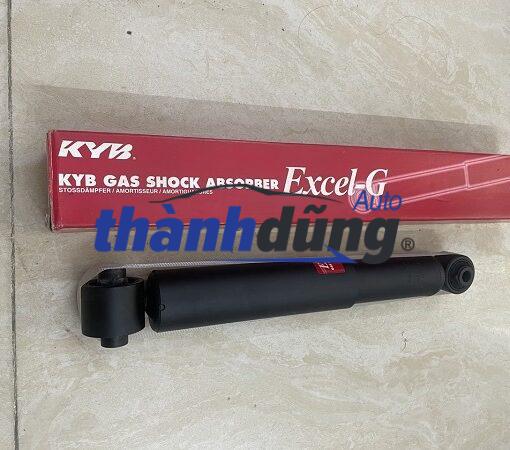 KYB
KYB GAS SHOCK ABSORBER Excel-G
STOSSDÄMPFER / AMORTISSEUR / AMORTIGUADORES
Auto
thànhdũng®